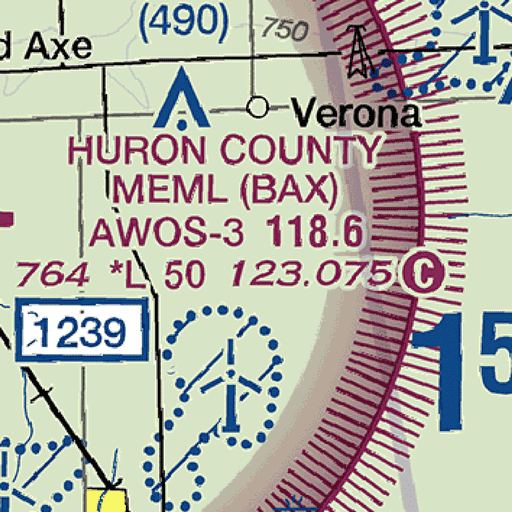 (490)
750
d Axe
Verona
HURON COUNTY
MEML (BAX)
AWOS-3 118.6
764 *L 50 123.075 C
1239
15